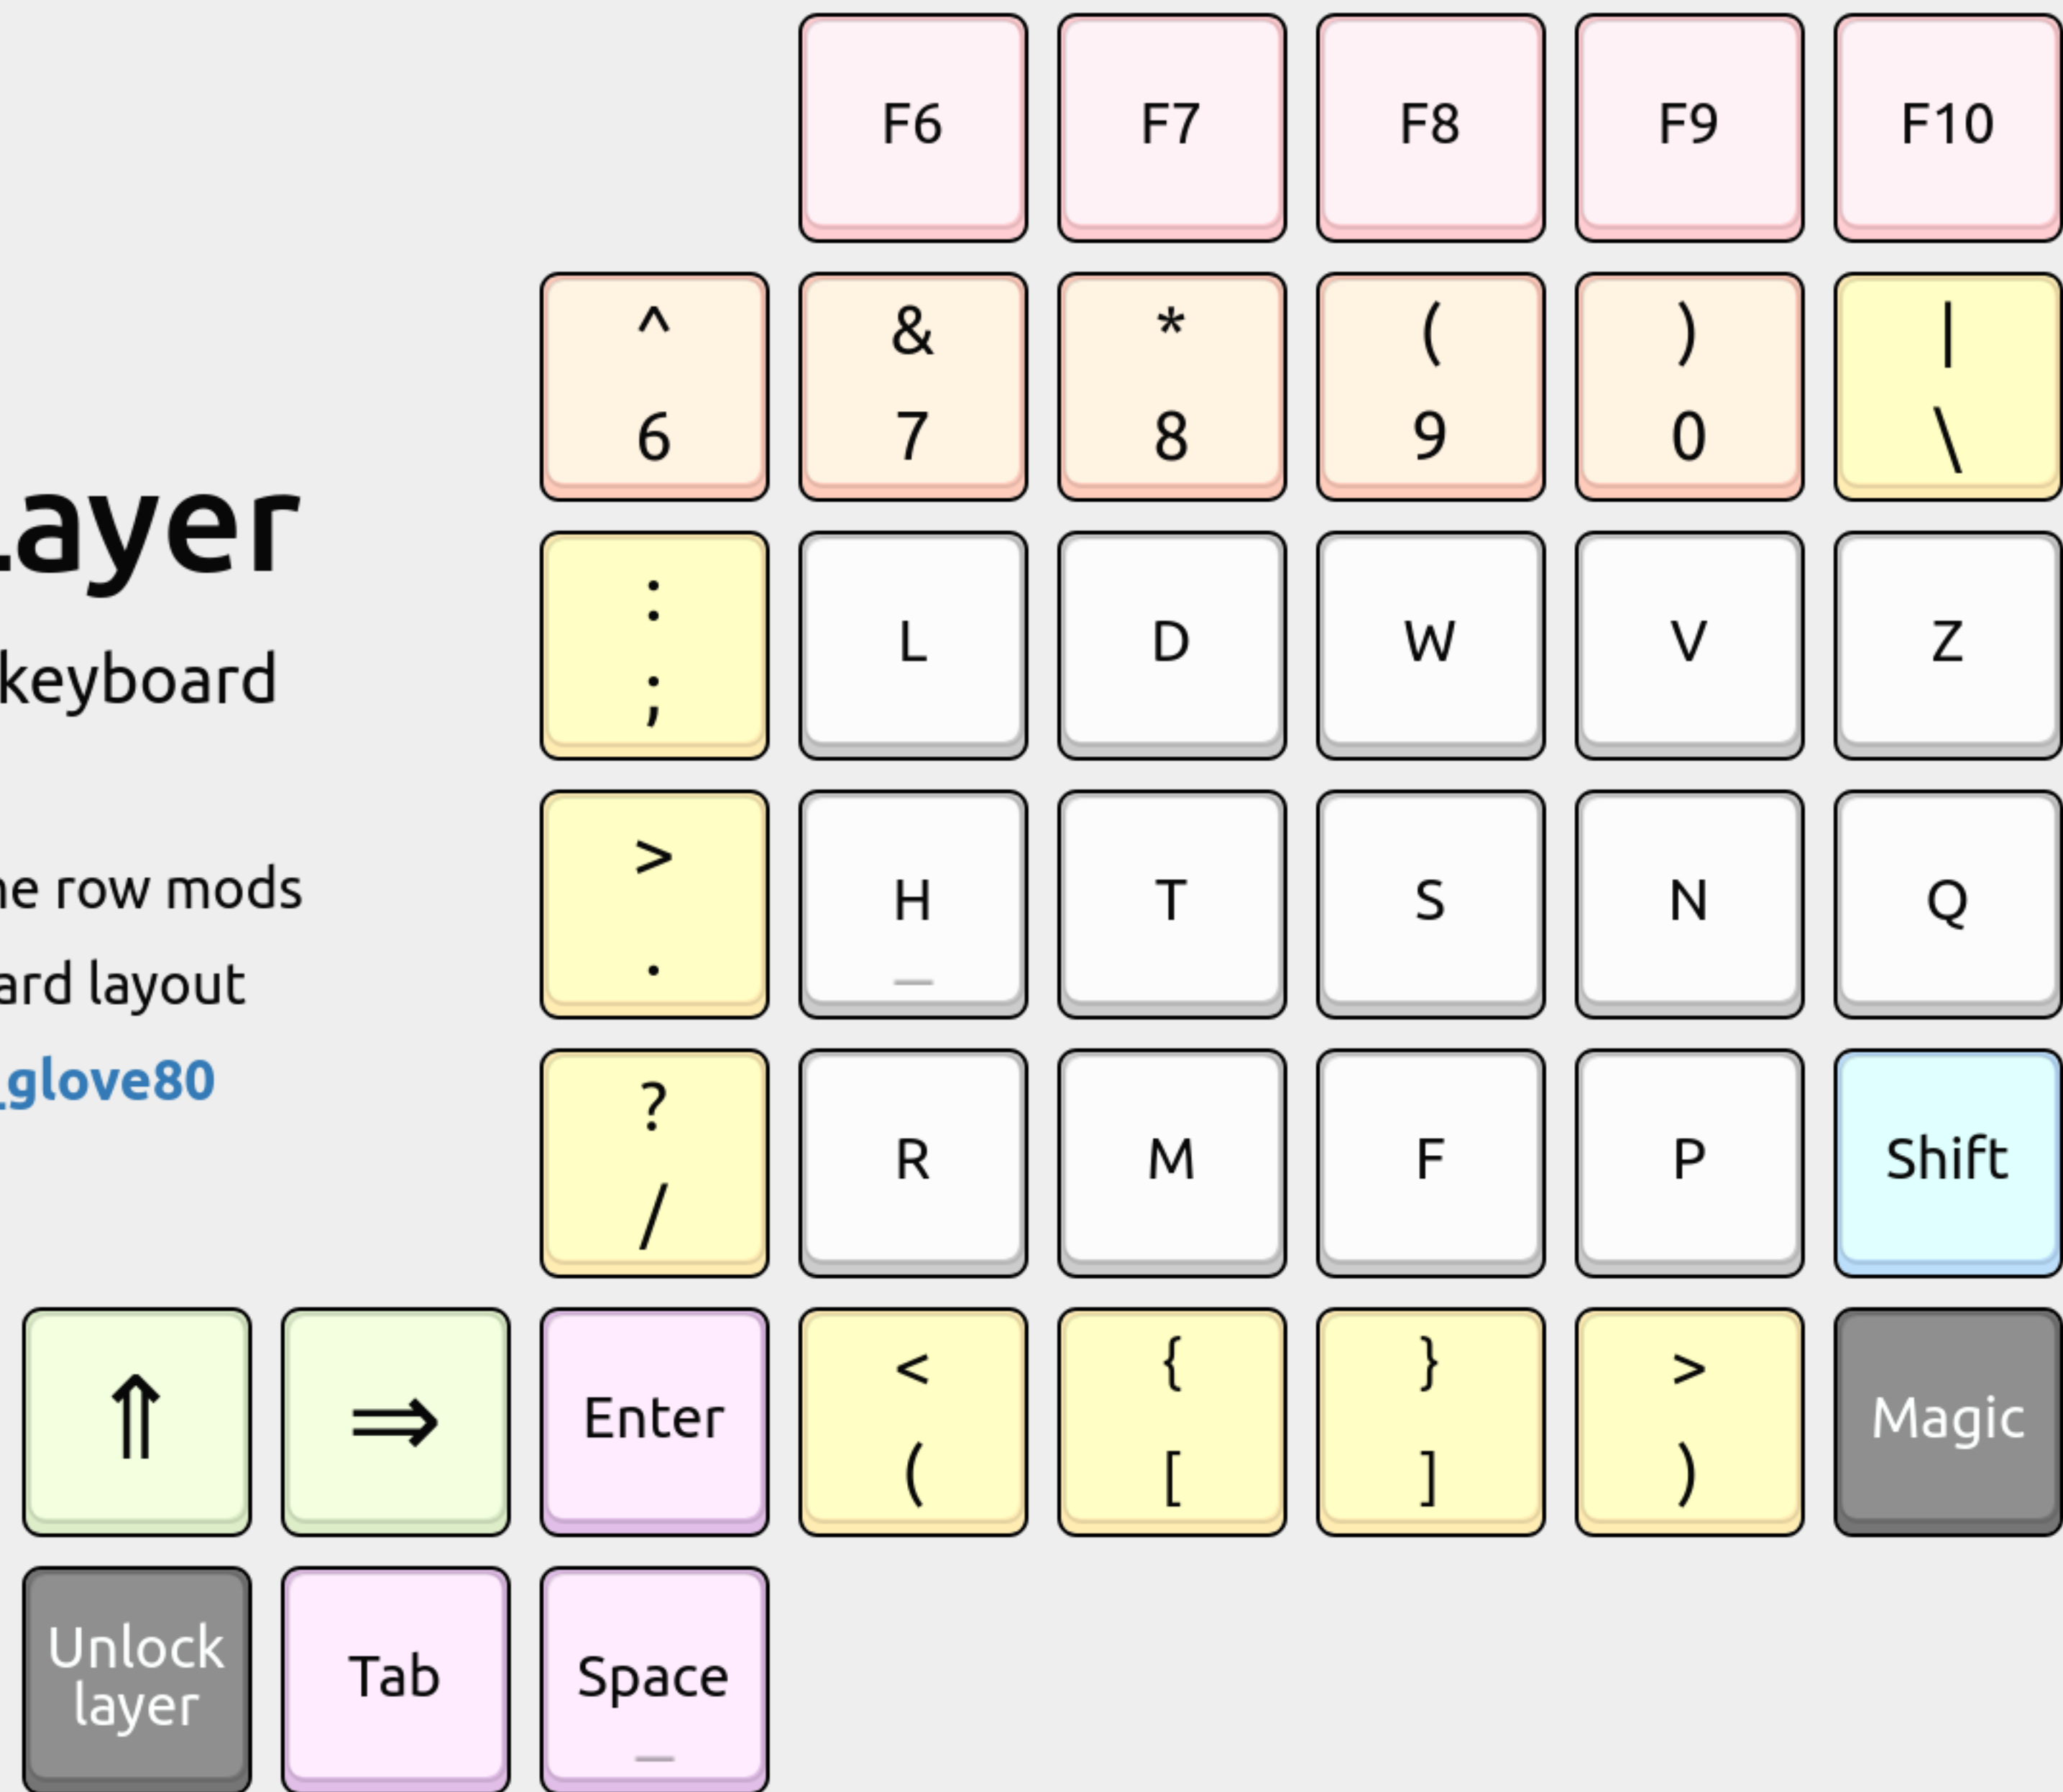 F6 F7 F8 F9 F10
^ & * ( ) |
6 7 8 9 0 \
ayer
: L D W V Z
;
keyboard
> H T S N Q
.
e row mods
ard layout
_glove80
? R M F P Shift
/
⇑ ⇒ Enter < { } > Magic
( [ ] )
Unlock Tab Space
layer